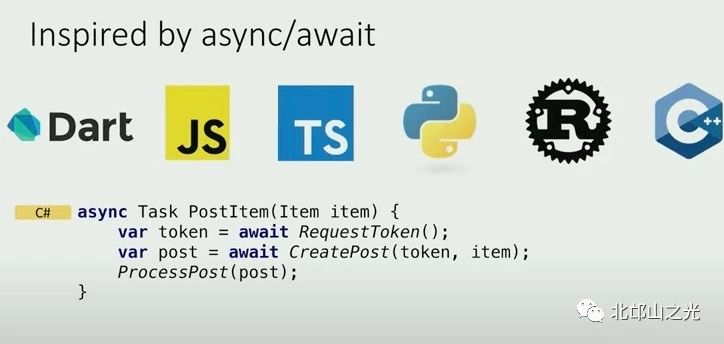 Inspired by async/await
Dart JS TS R C++
C# async Task PostItem(Item item) {
var token = await RequestToken();
var post = await CreatePost(token, item);
ProcessPost(post);
}
北邙山之光